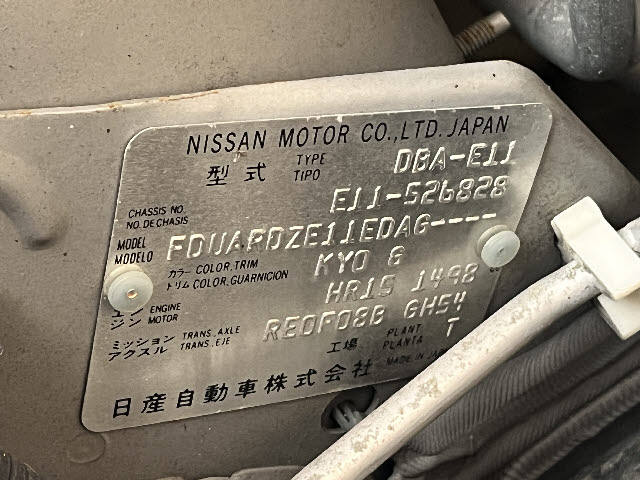 NISSAN MOTOR CO., LTD. JAPAN
型式 TYPE TIPO DBA-E11
CHASSIS NO. NO. DE CHASIS E11-526828
MODEL MODELO FDUARDZE11EDAG----
カラー COLOR, TRIM トリム COLOR, GUARNICION KY0 G
エンジン ENGINE MOTOR HR15 1498
ミッション アクスル TRANS., AXLE TRANS., EJE RE0F08B GH54
工場 PLANT PLANTA T
日産自動車株式会社 MADE IN JAPAN